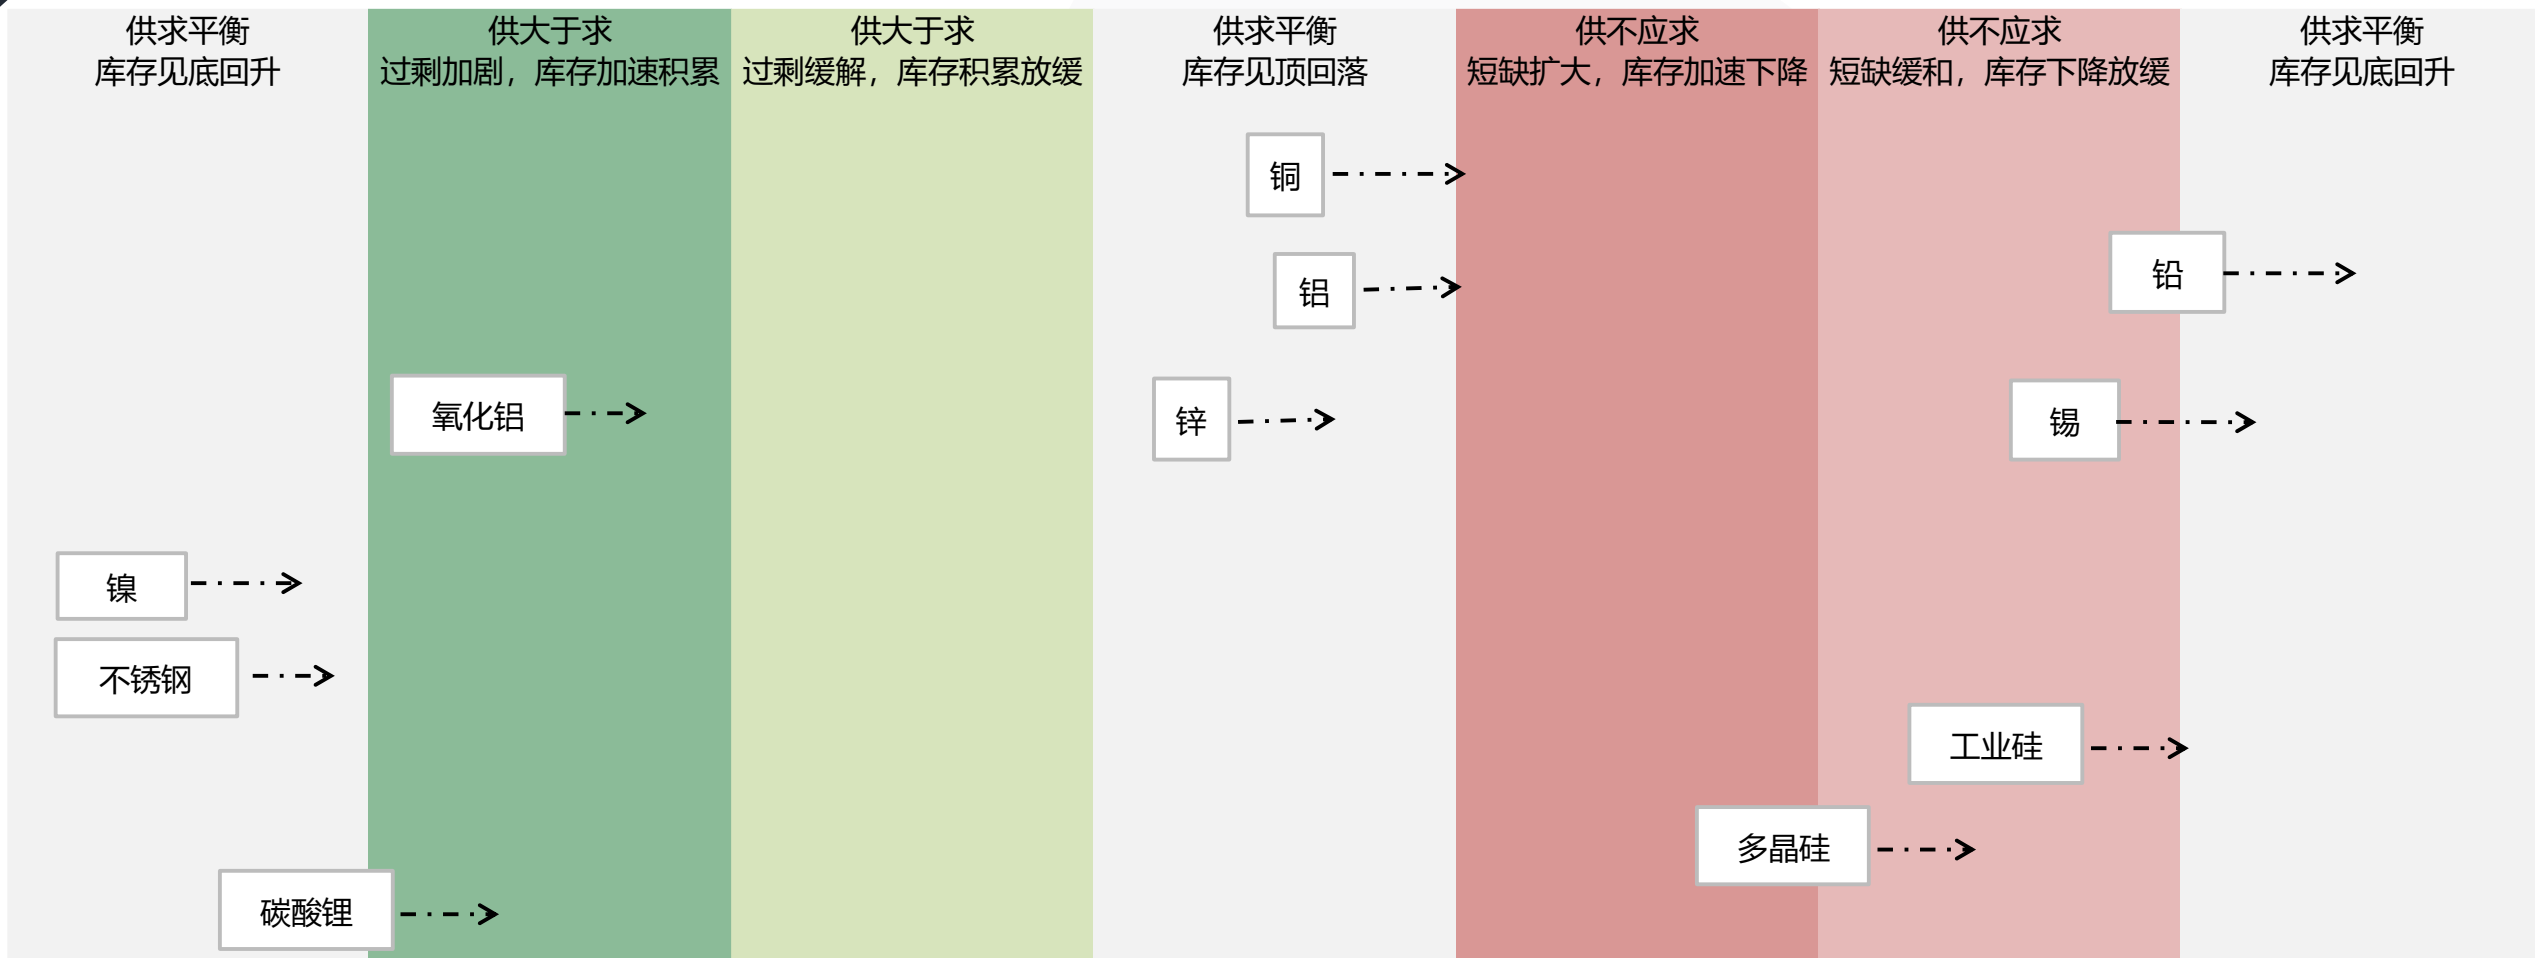 供求平衡
库存见底回升
供大于求
过剩加剧，库存加速积累
供大于求
过剩缓解，库存积累放缓
供求平衡
库存见顶回落
供不应求
短缺扩大，库存加速下降
供不应求
短缺缓和，库存下降放缓
供求平衡
库存见底回升
铜
铅
铝
氧化铝
锌
锡
镍
不锈钢
工业硅
多晶硅
碳酸锂